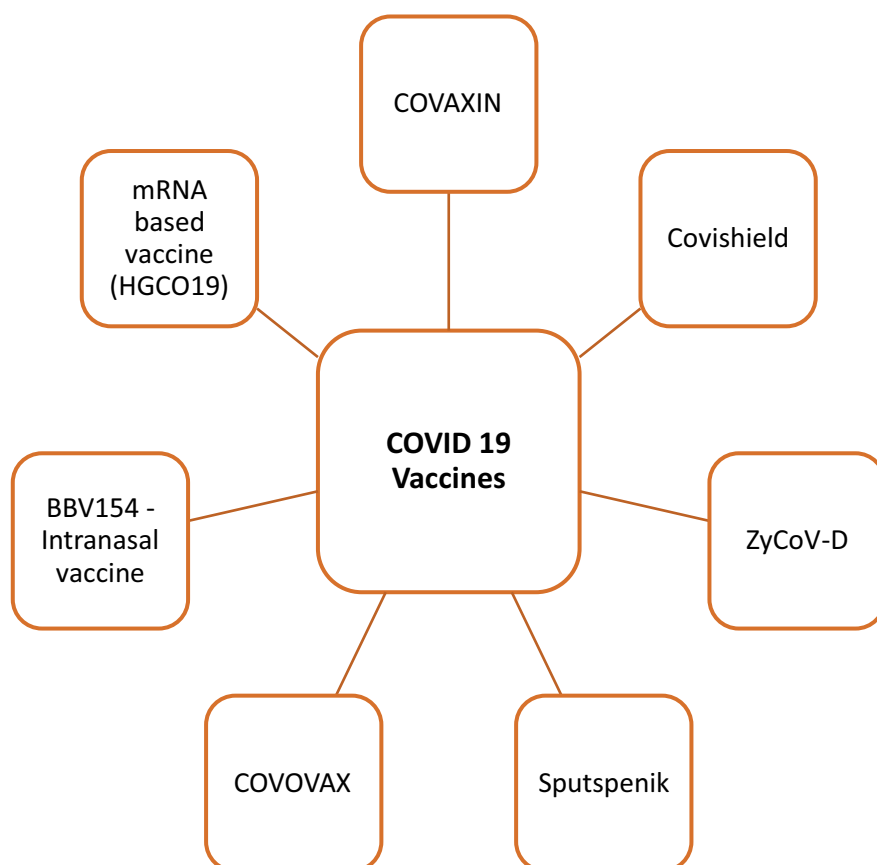 COVAXIN
mRNA
based
vaccine
(HGCO19)
Covishield
COVID 19
Vaccines
BBV154 -
Intranasal
vaccine
ZyCoV-D
COVOVAX
Sputspenik